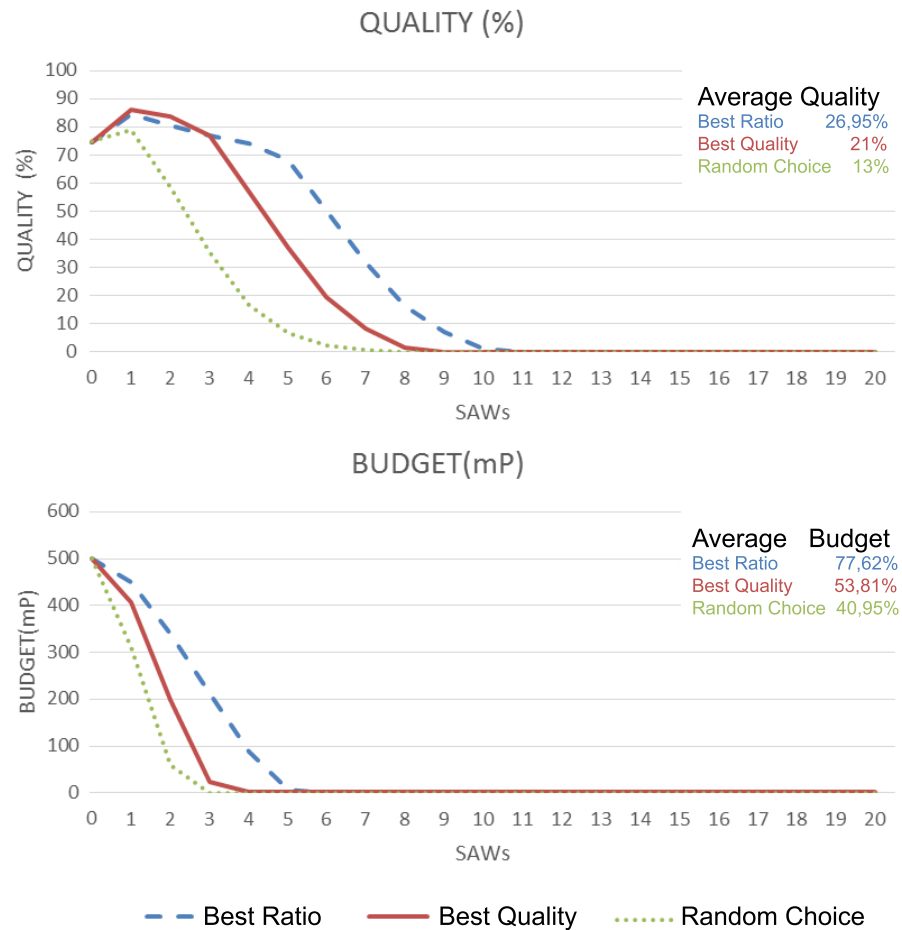 QUALITY (%)
100
90
80
70
60
50
40
30
20
10
0
QUALITY (%)
Average Quality
Best Ratio 26,95%
Best Quality 21%
Random Choice 13%
0 1 2 3 4 5 6 7 8 9 10 11 12 13 14 15 16 17 18 19 20
SAWs
BUDGET(mP)
600
500
400
300
200
100
0
BUDGET(mP)
Average Budget
Best Ratio 77,62%
Best Quality 53,81%
Random Choice 40,95%
0 1 2 3 4 5 6 7 8 9 10 11 12 13 14 15 16 17 18 19 20
SAWs
Best Ratio Best Quality Random Choice